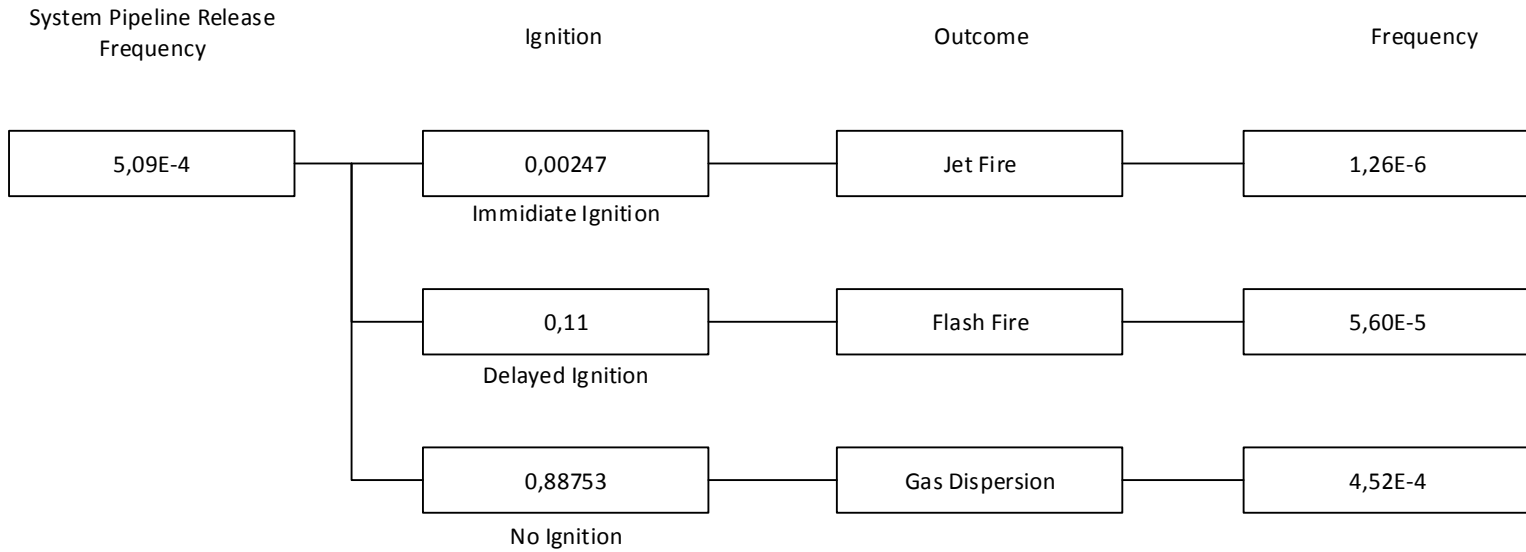 System Pipeline Release
Frequency
Ignition
Outcome
Frequency
5,09E-4
0,00247
Jet Fire
1,26E-6
Immidiate Ignition
0,11
Flash Fire
5,60E-5
Delayed Ignition
0,88753
Gas Dispersion
4,52E-4
No Ignition